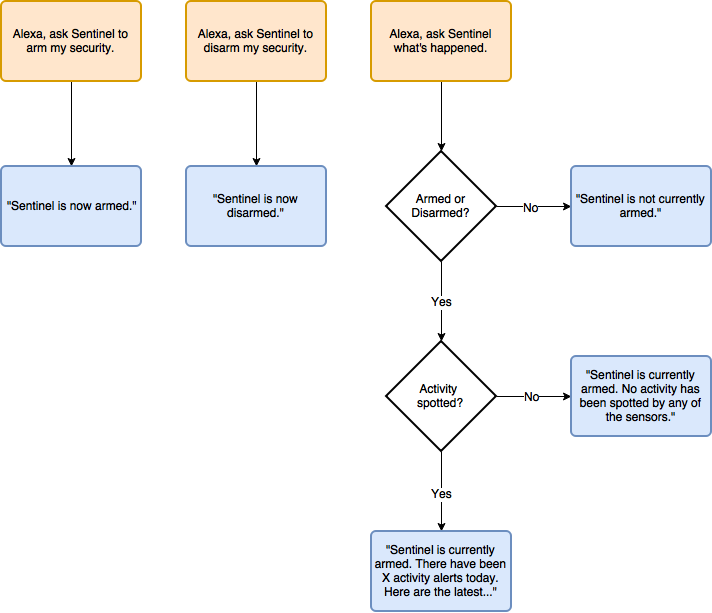 Alexa, ask Sentinel to
arm my security.
Alexa, ask Sentinel to
disarm my security.
Alexa, ask Sentinel
what's happened.
"Sentinel is now armed."
"Sentinel is now
disarmed."
Armed or
Disarmed?
No
"Sentinel is not currently
armed."
Yes
Activity
spotted?
No
"Sentinel is currently
armed. No activity has
been spotted by any of
the sensors."
Yes
"Sentinel is currently
armed. There have been
X activity alerts today.
Here are the latest..."